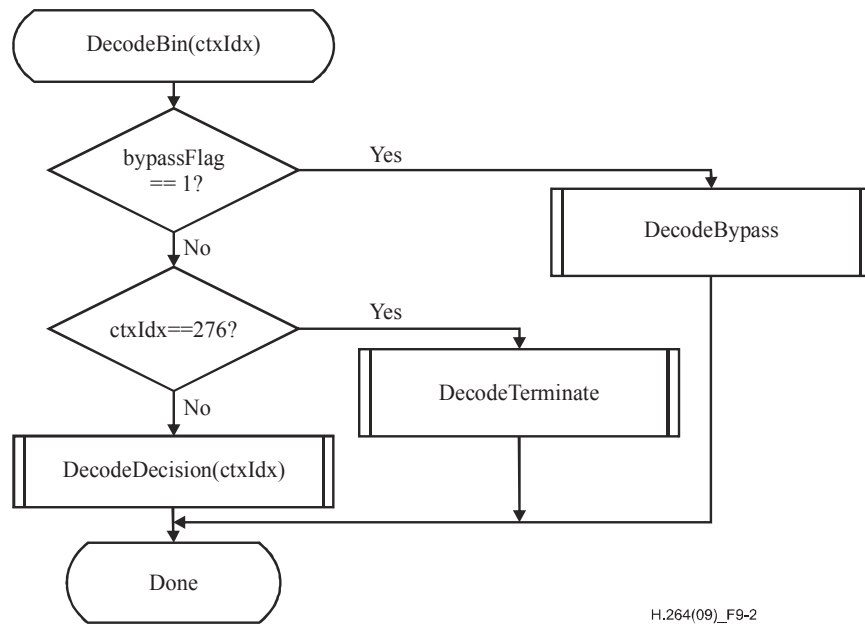 DecodeBin(ctxIdx)
bypassFlag
== 1?
Yes
DecodeBypass
No
ctxIdx==276?
Yes
DecodeTerminate
No
DecodeDecision(ctxIdx)
Done
H.264(09)_F9-2